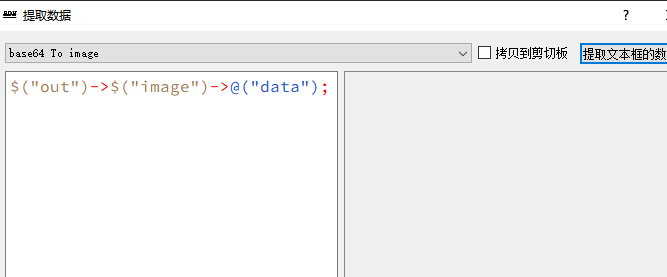 提取数据
?
base64 To image
拷贝到剪切板
提取文本框的数
$("out")->$("image")->@("data");